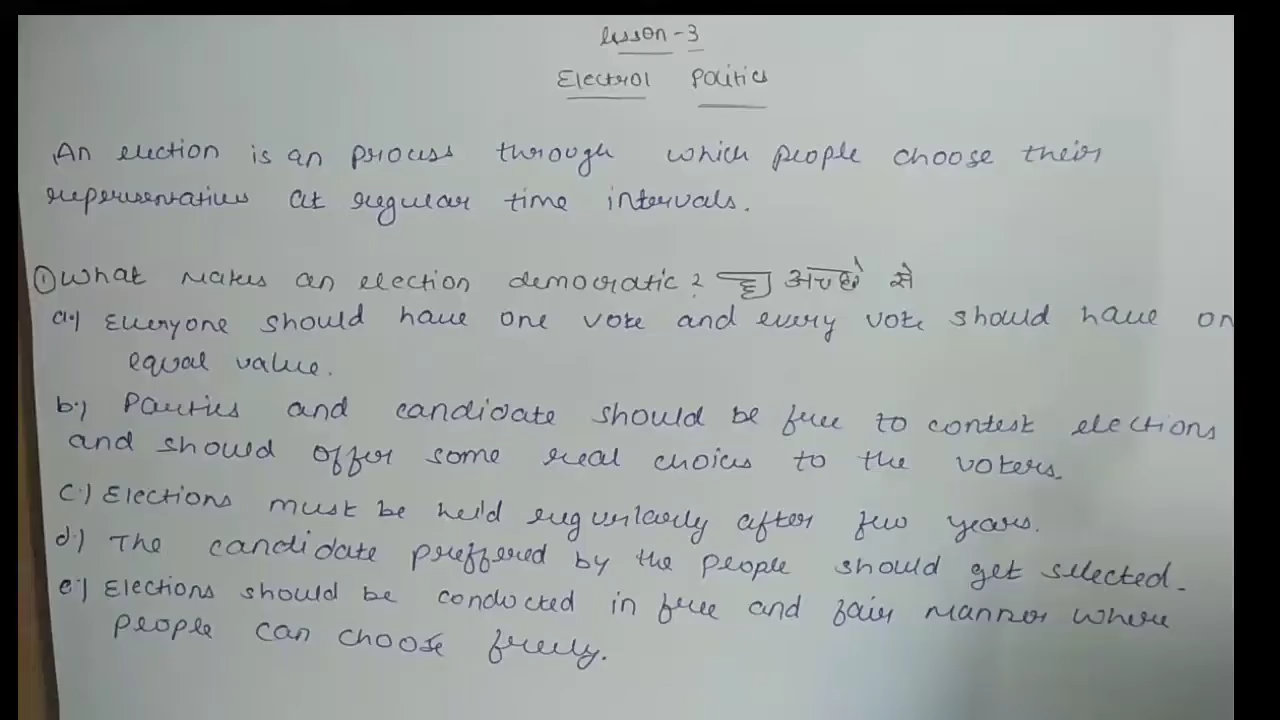 lesson-3
Electrol Politics
An election is an process through which people choose their
representatives at regular time intervals.
① What makes an election democratic? अच्छे से
a.) Everyone should have one vote and every vote should have on
equal value.
b.) Parties and candidate should be free to contest elections
and should offer some real choices to the voters.
c.) Elections must be held regularly after few years.
d.) The candidate preffered by the people should get selected.
e.) Elections should be conducted in free and fair manner where
people can choose freely.